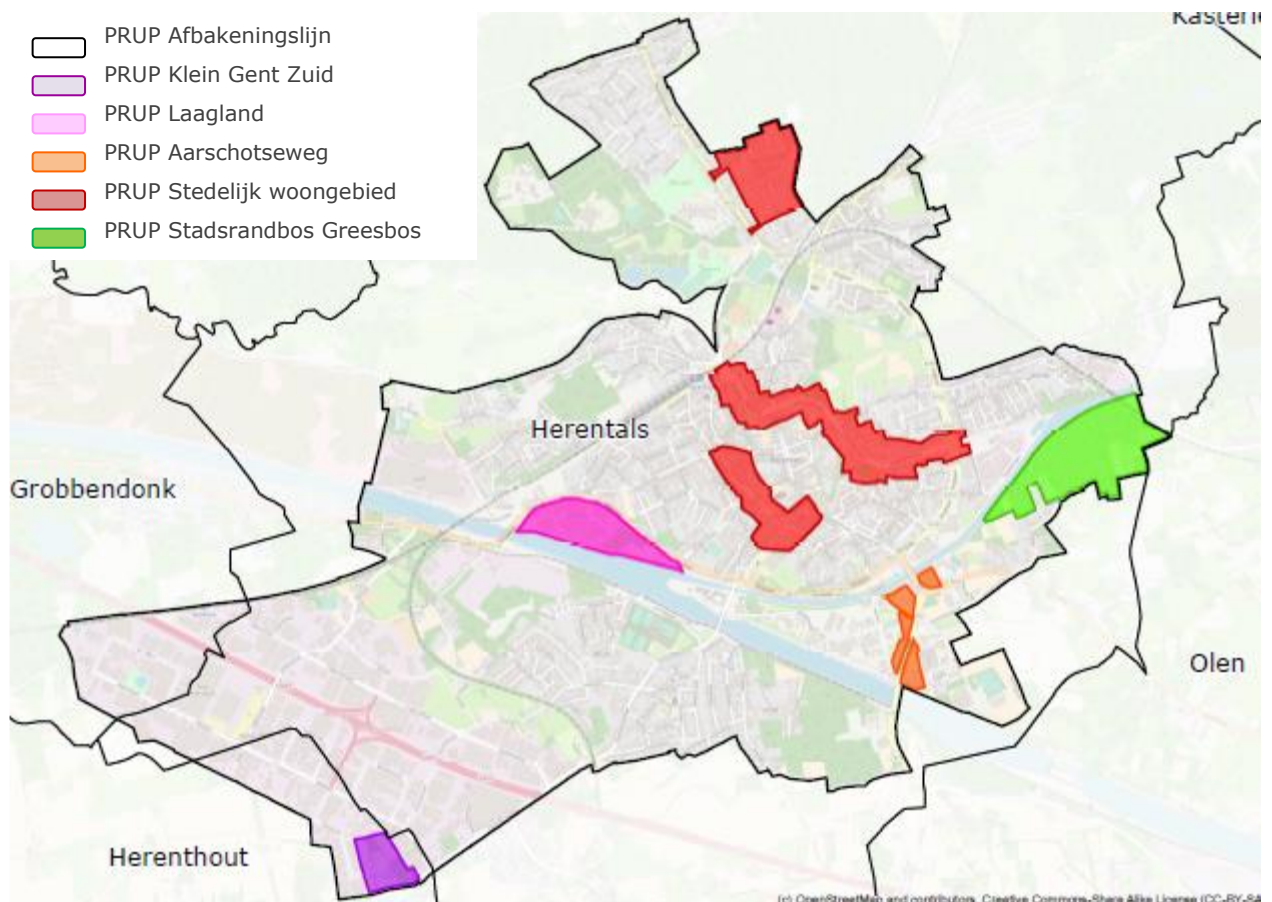 PRUP Afbakeningslijn
PRUP Klein Gent Zuid
PRUP Laagland
PRUP Aarschotseweg
PRUP Stedelijk woongebied
PRUP Stadsrandbos Greesbos
Herentals
Grobbendonk
Olen
Herenthout
(c) OpenStreetMap and contributors, Creative Commons-Share Alike License (CC-BY-SA